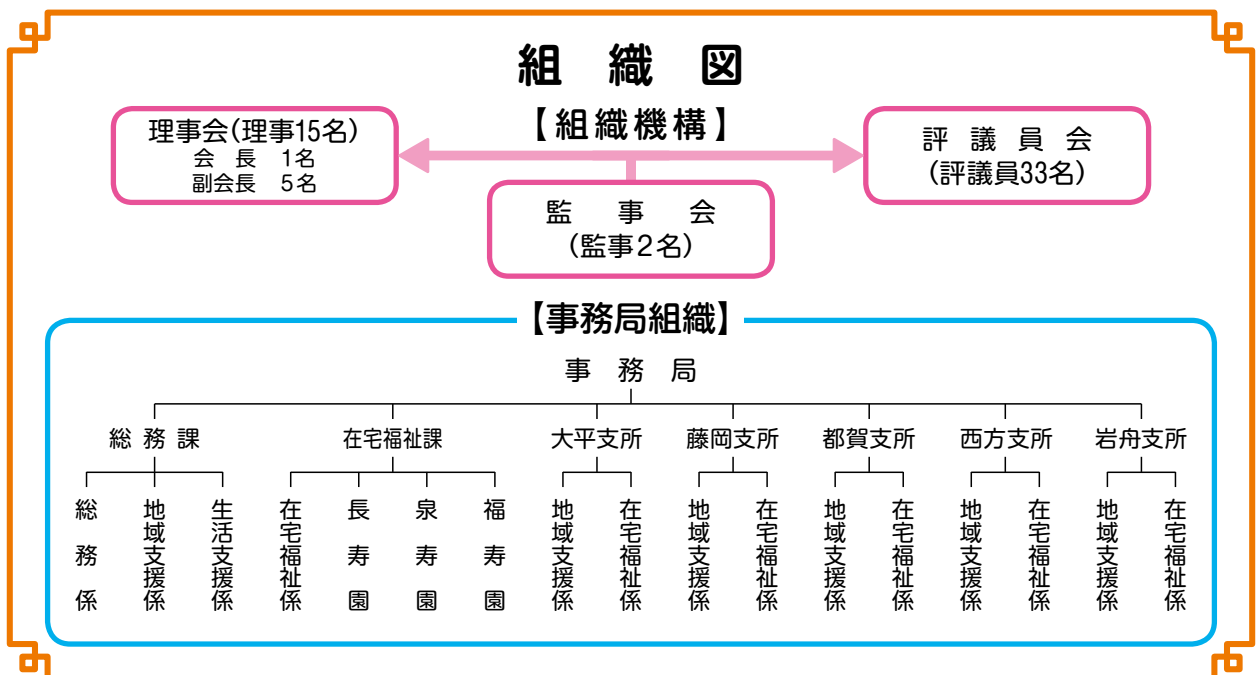 組織図
【組織機構】
理事会(理事15名)
会長 1名
副会長 5名
評議員会
(評議員33名)
監事会
(監事2名)
【事務局組織】
事務局
総務課
在宅福祉課
大平支所
藤岡支所
都賀支所
西方支所
岩舟支所
総務係
地域支援係
生活支援係
在宅福祉係
長寿園
泉寿園
福寿園
地域支援係
在宅福祉係
地域支援係
在宅福祉係
地域支援係
在宅福祉係
地域支援係
在宅福祉係
地域支援係
在宅福祉係